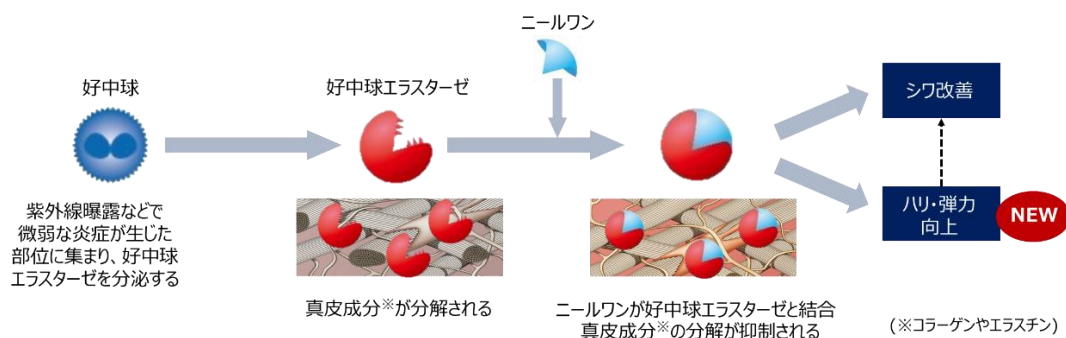 ニールワン
好中球
好中球エラスターゼ
シワ改善
紫外線曝露などで
微弱な炎症が生じた
部位に集まり、好中球
エラスターゼを分泌する
ハリ・弾力
向上
NEW
真皮成分※が分解される
ニールワンが好中球エラスターゼと結合
真皮成分※の分解が抑制される
(※コラーゲンやエラスチン)